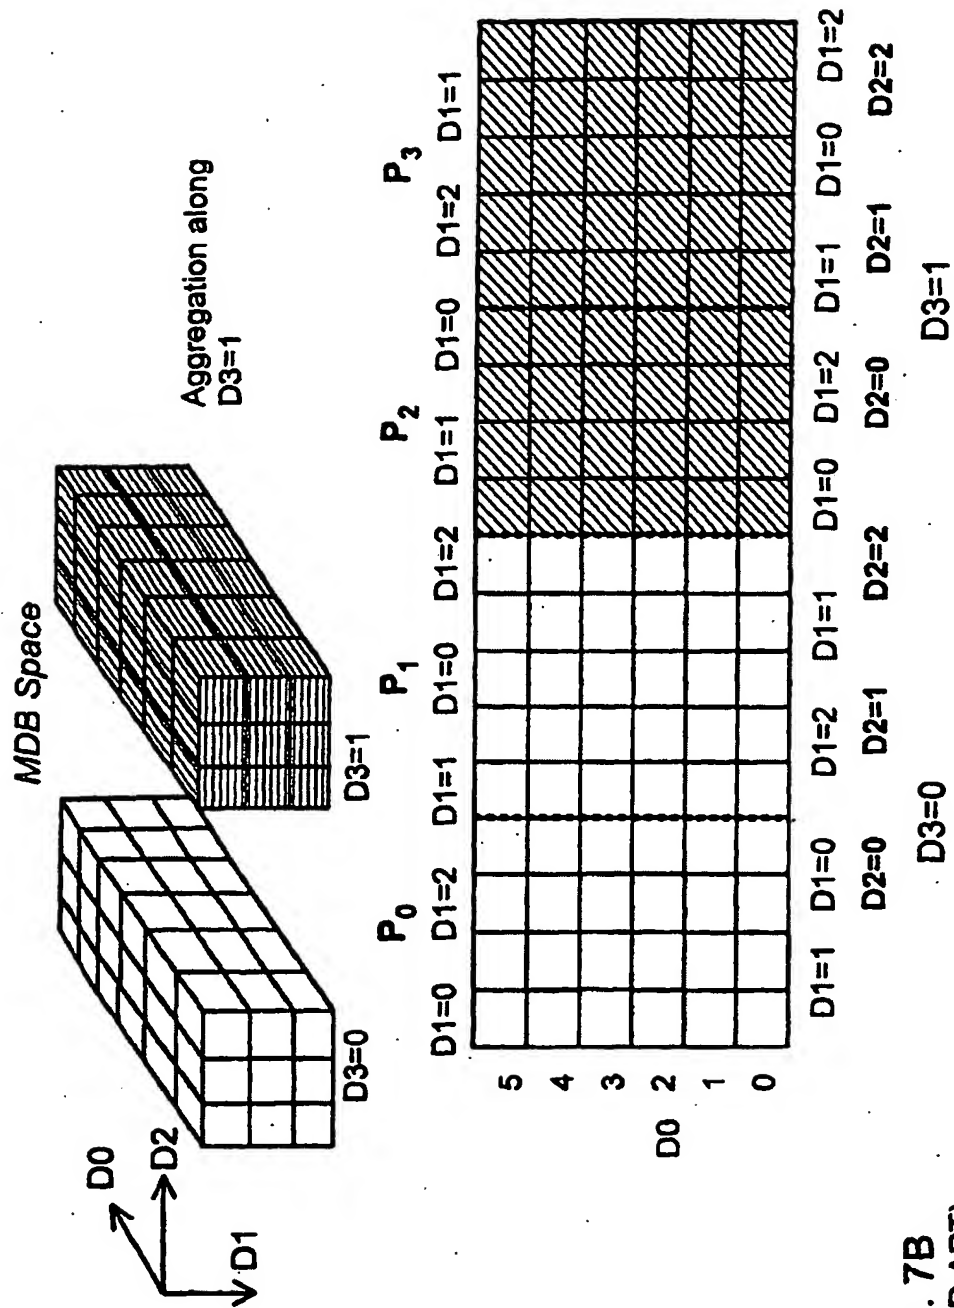 MDB Space
D0
D2
D1
D3=0
D3=1
Aggregation along
D3=1
P0
P1
P2
P3
D1=0
D1=2
D1=1
D1=0
D1=2
D1=1
D1=0
D1=2
D1=1
5
4
3
2
1
0
D0
D1=1
D1=0
D1=2
D1=1
D1=0
D1=2
D1=1
D1=0
D1=2
D2=0
D2=1
D2=2
D2=0
D2=1
D2=2
D3=0
D3=1
. 7B